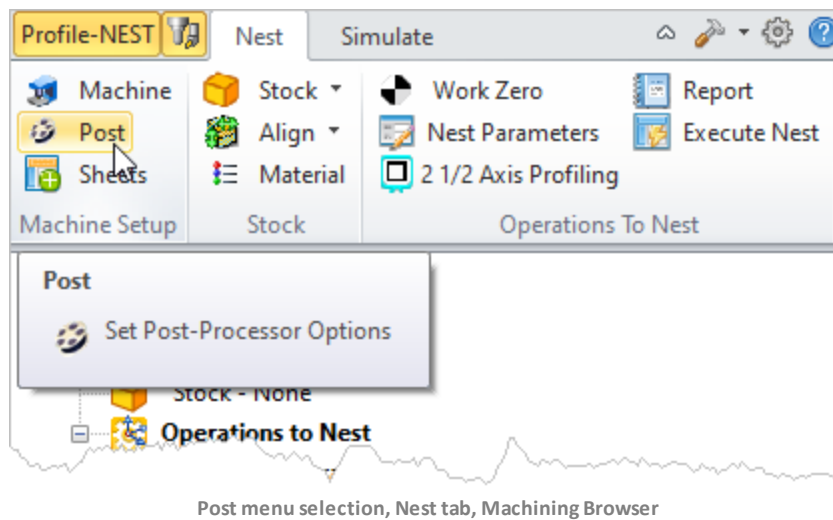 Profile-NEST Nest Simulate
Machine Stock Work Zero Report
Post Align Nest Parameters Execute Nest
Sheets Material 2 1/2 Axis Profiling
Machine Setup Stock Operations To Nest
Post
Set Post-Processor Options
Stock - None
Operations to Nest
Post menu selection, Nest tab, Machining Browser